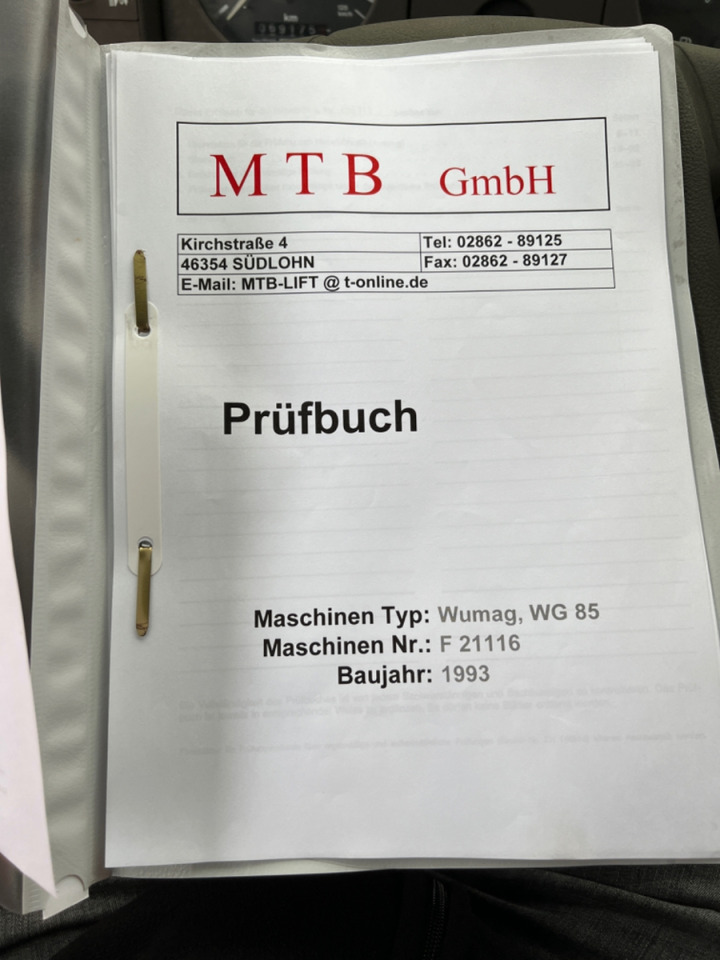 km
M T B GmbH
Kirchstraße 4 Tel: 02862 - 89125
46354 SÜDLOHN Fax: 02862 - 89127
E-Mail: MTB-LIFT @ t-online.de
Prüfbuch
Maschinen Typ: Wumag, WG 85
Maschinen Nr.: F 21116
Baujahr: 1993